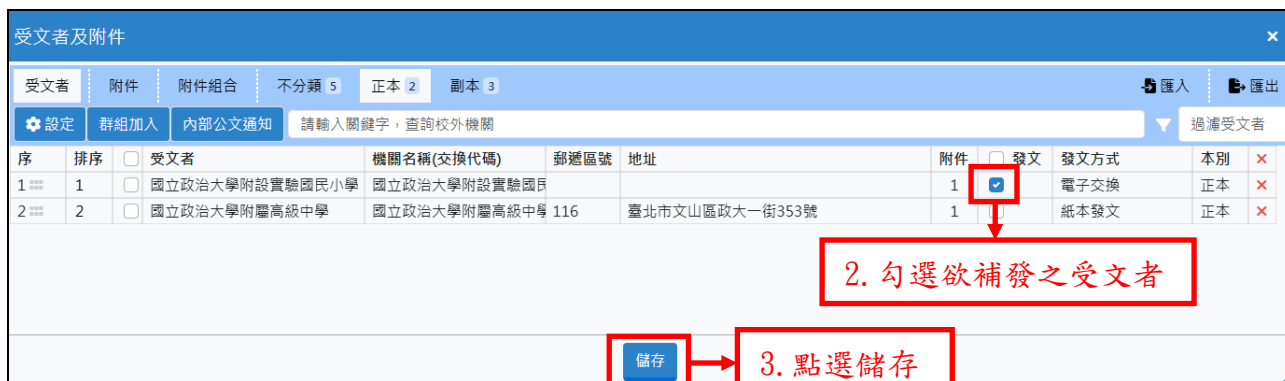 受文者及附件 ×
受文者 附件 附件組合 不分類 5 正本 2 副本 3 匯入 匯出
設定 群組加入 內部公文通知 請輸入關鍵字，查詢校外機關 過濾受文者
序 排序 受文者 機關名稱(交換代碼) 郵遞區號 地址 附件 發文 發文方式 本別 ×
1 1 國立政治大學附設實驗國民小學 國立政治大學附設實驗國民 1 電子交換 正本 ×
2 2 國立政治大學附屬高級中學 國立政治大學附屬高級中學 116 臺北市文山區政大一街353號 1 紙本發文 正本 ×
2. 勾選欲補發之受文者
儲存 3. 點選儲存